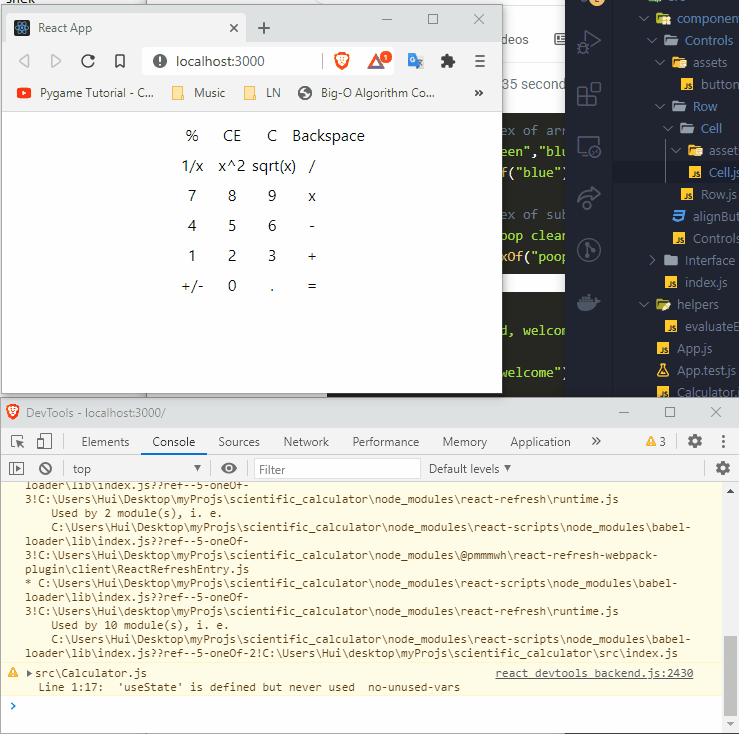 React App
localhost:3000
1
Pygame Tutorial - C...
Music
LN
Big-O Algorithm Co...
»
% CE C Backspace
1/x x^2 sqrt(x) /
7 8 9 x
4 5 6 -
1 2 3 +
+/- 0 . =
35 second
ex of arr
een","blu
f("blue")
ex of sub
oop clean
xOf("poop
d, welcom
welcome")
component
Controls
assets
JS button
Row
Cell
asset
JS Cell.js
JS Row.js
alignBut
JS Controls
Interface
JS index.js
helpers
JS evaluateE
JS App.js
App.test.js
JS Calculator.j
DevTools - localhost:3000/
Elements Console Sources Network Performance Memory Application » 3
top Filter Default levels
loader\lib\index.js??ref--5-oneOf-
3!C:\Users\Hui\Desktop\myProjs\scientific_calculator\node_modules\react-refresh\runtime.js
Used by 2 module(s), i. e.
C:\Users\Hui\Desktop\myProjs\scientific_calculator\node_modules\react-scripts\node_modules\babel-
loader\lib\index.js??ref--5-oneOf-
3!C:\Users\Hui\Desktop\myProjs\scientific_calculator\node_modules\@pmmmwh\react-refresh-webpack-
plugin\client\ReactRefreshEntry.js
* C:\Users\Hui\desktop\myProjs\scientific_calculator\node_modules\react-scripts\node_modules\babel-
loader\lib\index.js??ref--5-oneOf-
3!C:\Users\Hui\desktop\myProjs\scientific_calculator\node_modules\react-refresh\runtime.js
Used by 10 module(s), i. e.
C:\Users\Hui\desktop\myProjs\scientific_calculator\node_modules\react-scripts\node_modules\babel-
loader\lib\index.js??ref--5-oneOf-2!C:\Users\Hui\desktop\myProjs\scientific_calculator\src\index.js
src\Calculator.js react_devtools_backend.js:2430
Line 1:17: 'useState' is defined but never used no-unused-vars